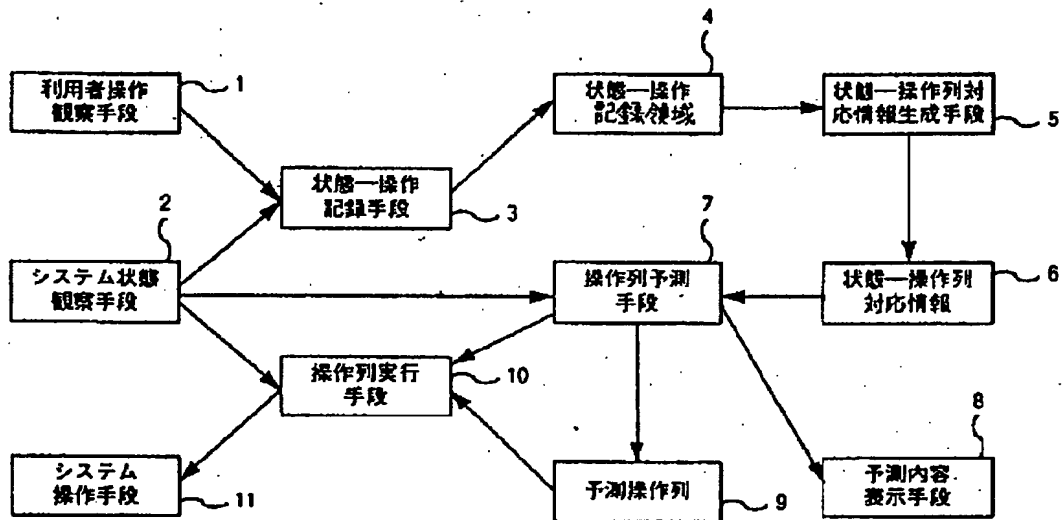 4
1
利用者操作
観察手段
状態―操作
記録領域
状態―操作列対
応情報生成手段
5
2
状態―操作
記録手段
3
7
システム状態
観察手段
操作列予測
手段
状態―操作列
対応情報
6
操作列実行
手段
10
8
システム
操作手段
11
予測操作列
9
予測内容
表示手段